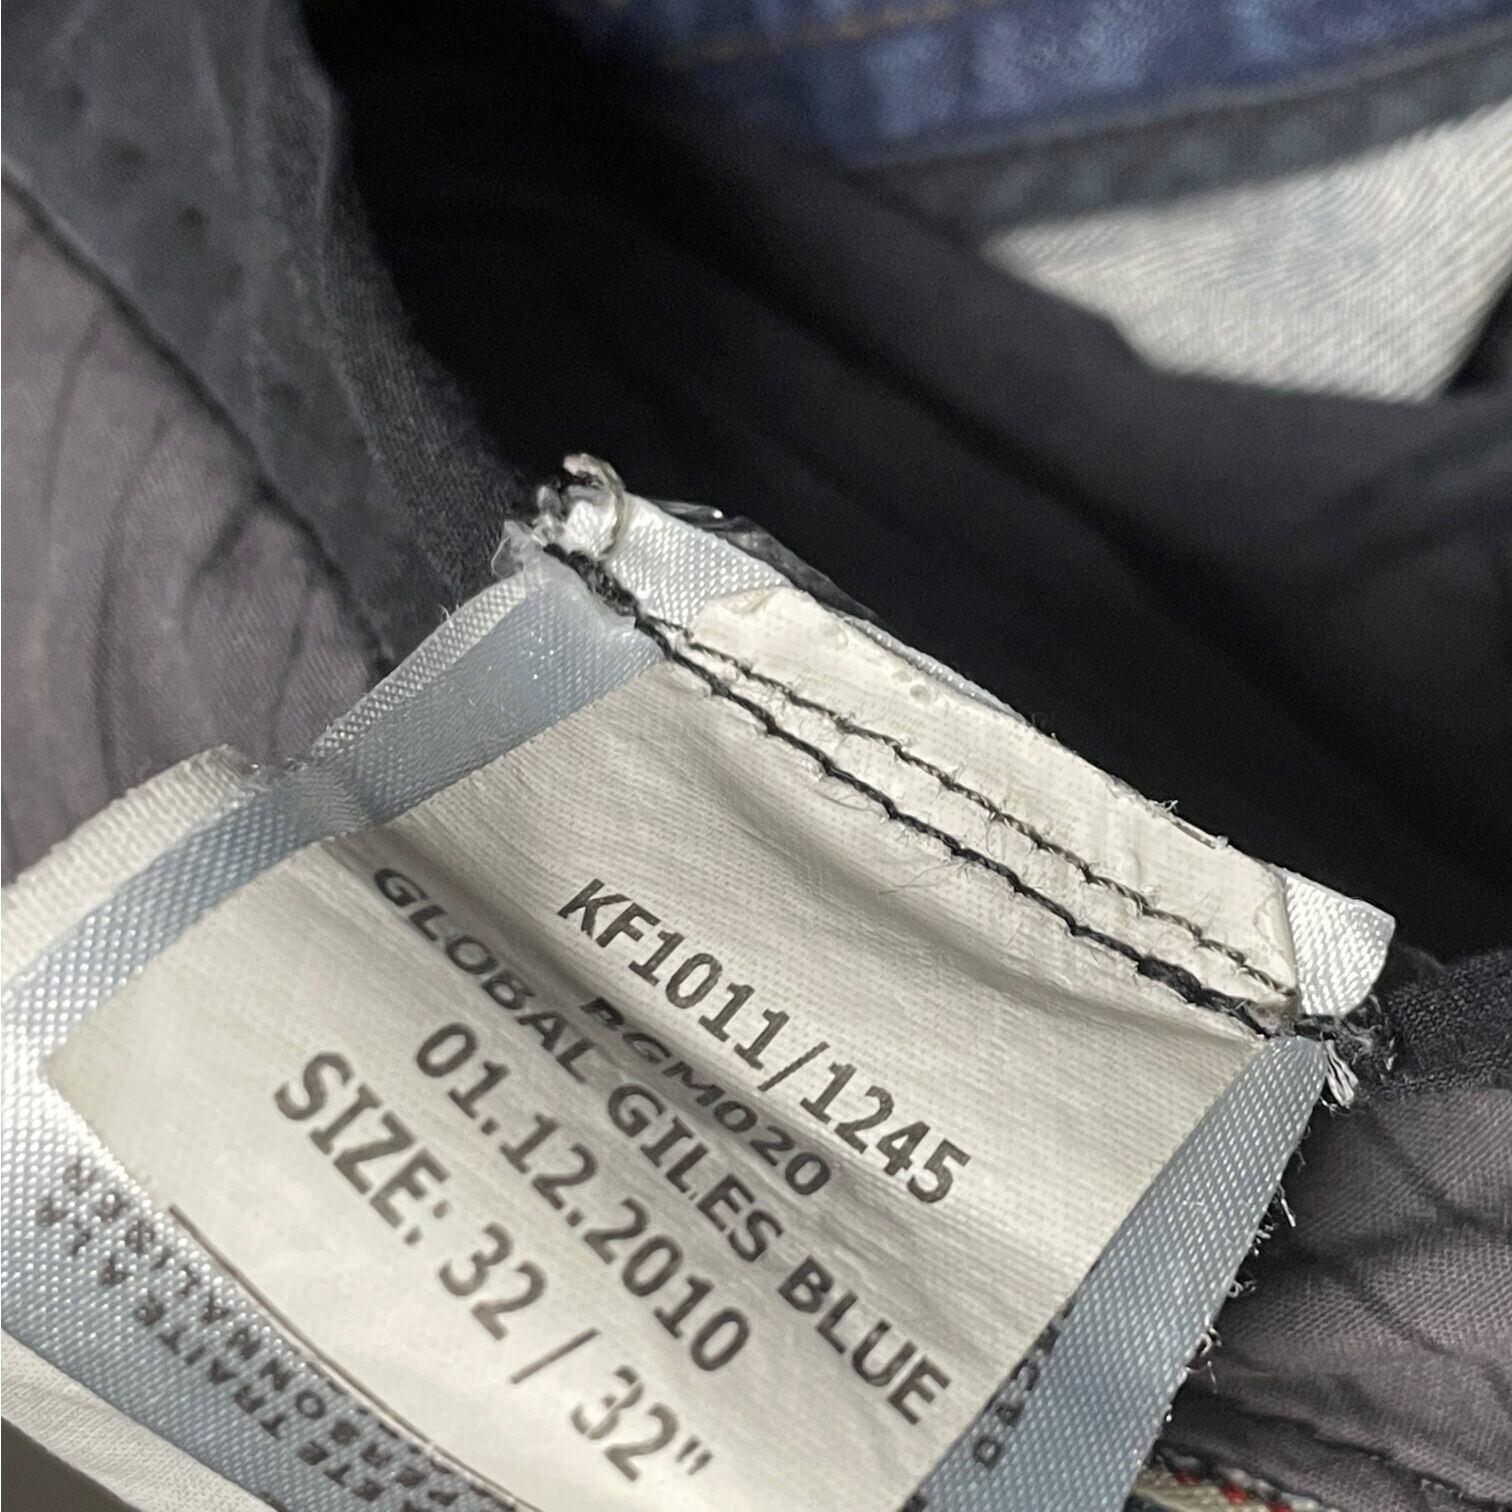 KF1011/1245
BGM020
GLOBAL GILES BLUE
01.12.2010
SIZE: 32 / 32"